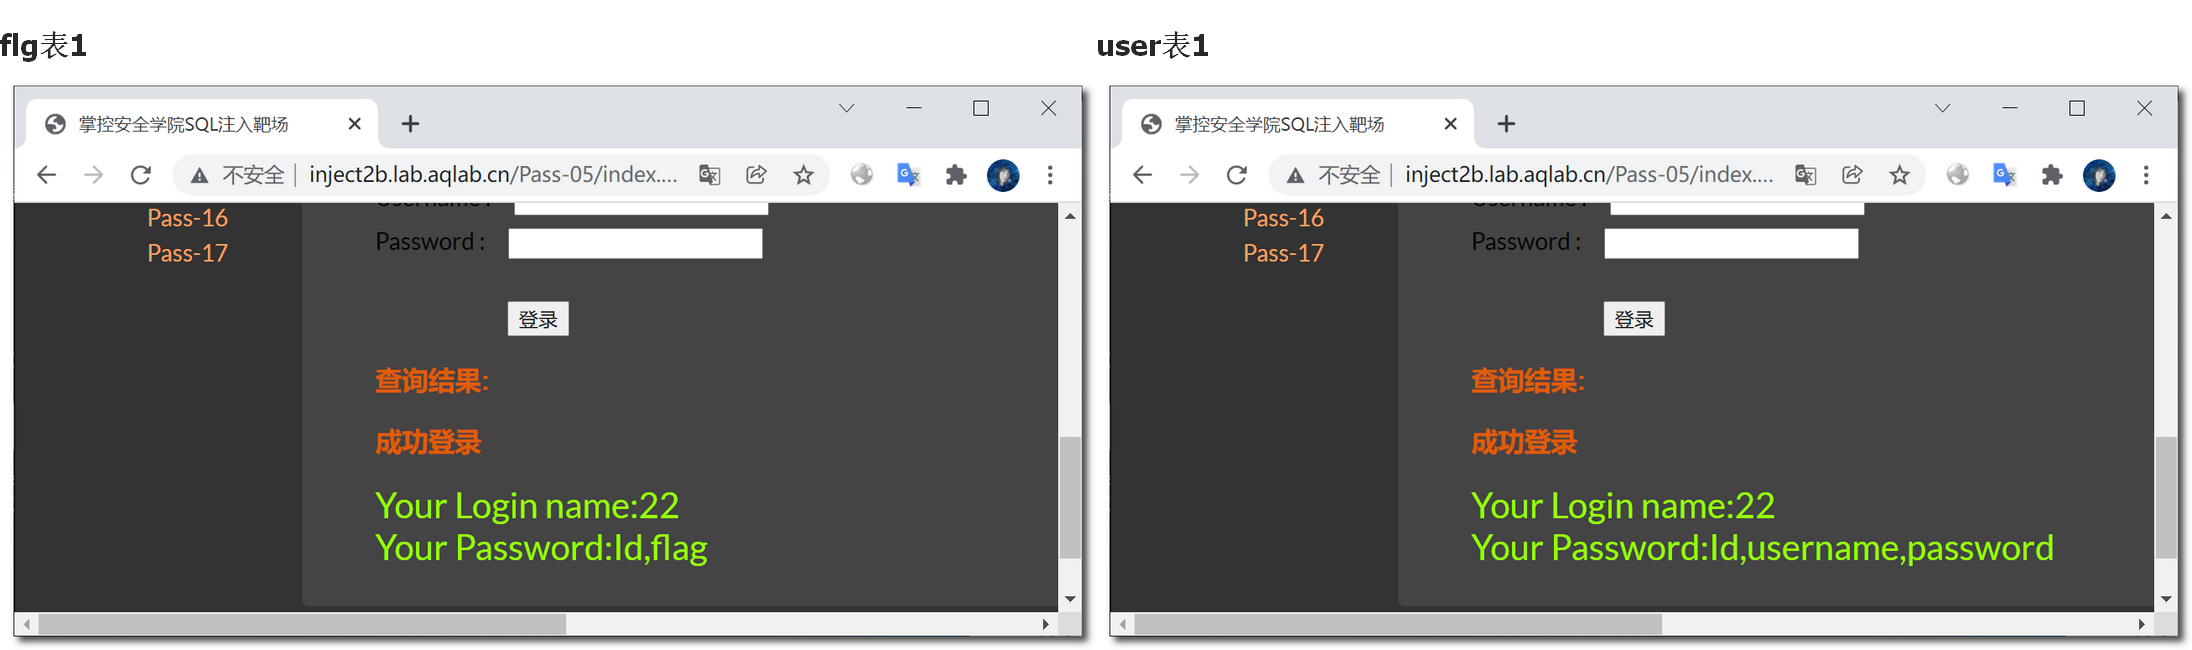 flg表1
掌控安全学院SQL注入靶场
不安全 inject2b.lab.aqlab.cn/Pass-05/index....
Username :
Pass-16
Password :
Pass-17
登录
查询结果:
成功登录
Your Login name:22
Your Password:Id,flag
user表1
掌控安全学院SQL注入靶场
不安全 inject2b.lab.aqlab.cn/Pass-05/index....
Username :
Pass-16
Password :
Pass-17
登录
查询结果:
成功登录
Your Login name:22
Your Password:Id,username,password